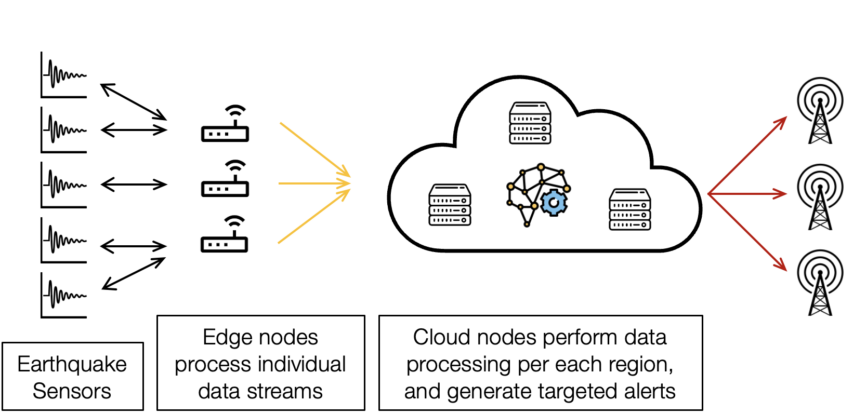 Earthquake
Sensors
Edge nodes
process individual
data streams
Cloud nodes perform data
processing per each region,
and generate targeted alerts